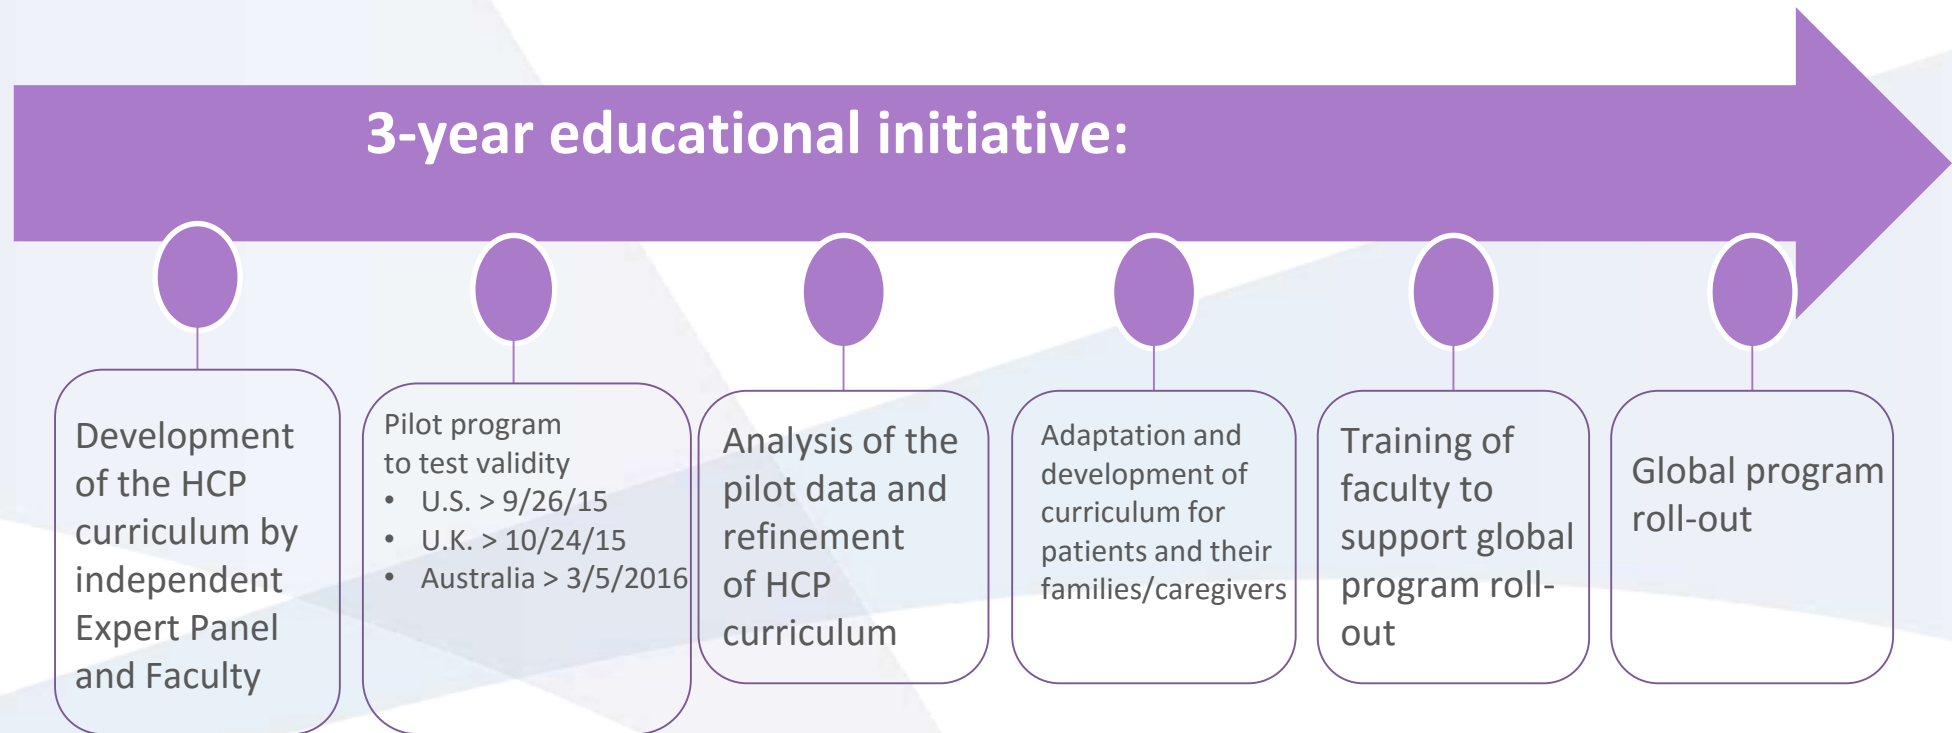 3-year educational initiative:
Development
of the HCP
curriculum by
independent
Expert Panel
and Faculty
Pilot program
to test validity
• U.S. > 9/26/15
• U.K. > 10/24/15
• Australia > 3/5/2016
Analysis of the
pilot data and
refinement
of HCP
curriculum
Adaptation and
development of
curriculum for
patients and their
families/caregivers
Training of
faculty to
support global
program roll-
out
Global program
roll-out